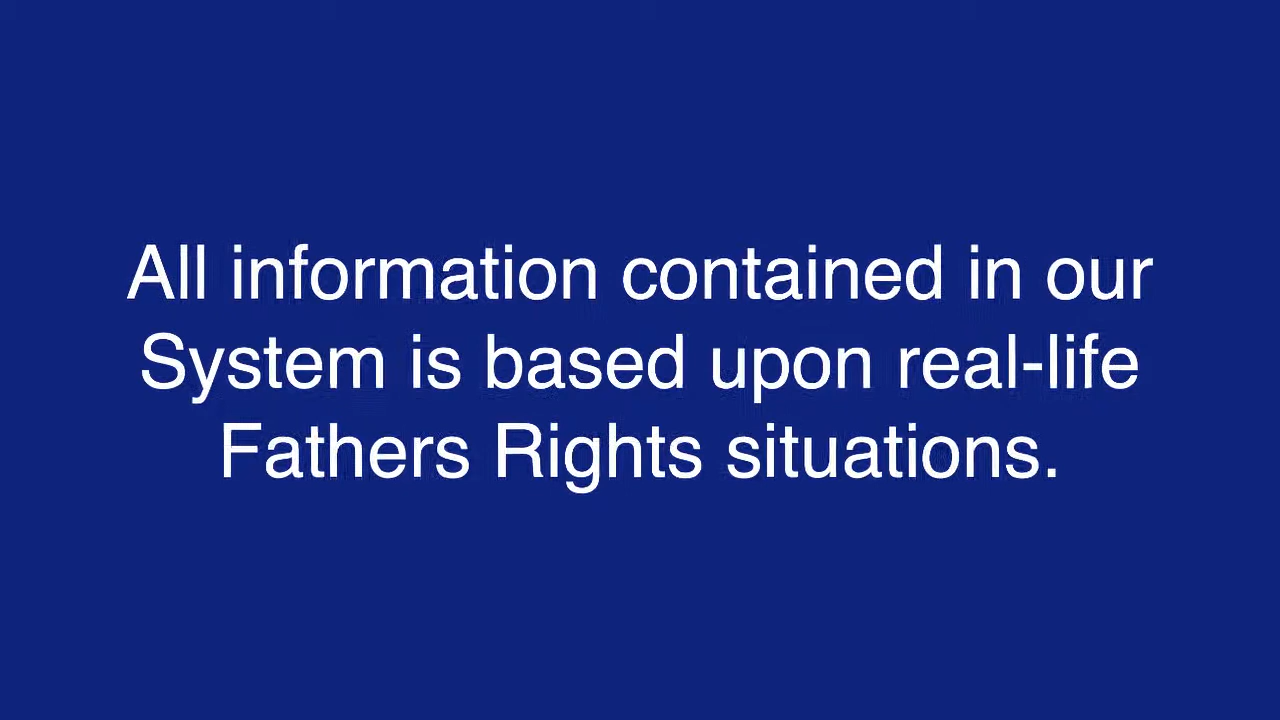 All information contained in our
System is based upon real-life
Fathers Rights situations.